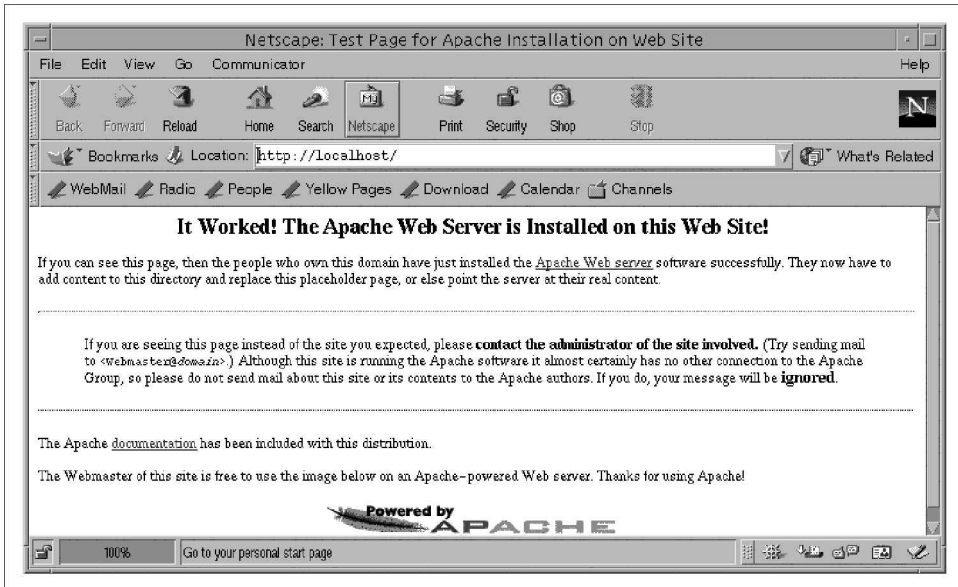 Netscape: Test Page for Apache Installation on Web Site
File Edit View Go Communicator Help
Back Forward Reload Home Search Netscape Print Security Shop Stop
My
N
Bookmarks Location: http://localhost/ What's Related
WebMail Radio People Yellow Pages Download Calendar Channels
It Worked! The Apache Web Server is Installed on this Web Site!
If you can see this page, then the people who own this domain have just installed the Apache Web server software successfully. They now have to
add content to this directory and replace this placeholder page, or else point the server at their real content.
If you are seeing this page instead of the site you expected, please contact the administrator of the site involved. (Try sending mail
to <Webmaster@domain>.) Although this site is running the Apache software it almost certainly has no other connection to the Apache
Group, so please do not send mail about this site or its contents to the Apache authors. If you do, your message will be ignored.
The Apache documentation has been included with this distribution.
The Webmaster of this site is free to use the image below on an Apache-powered Web server. Thanks for using Apache!
Powered by
APACHE
100% Go to your personal start page